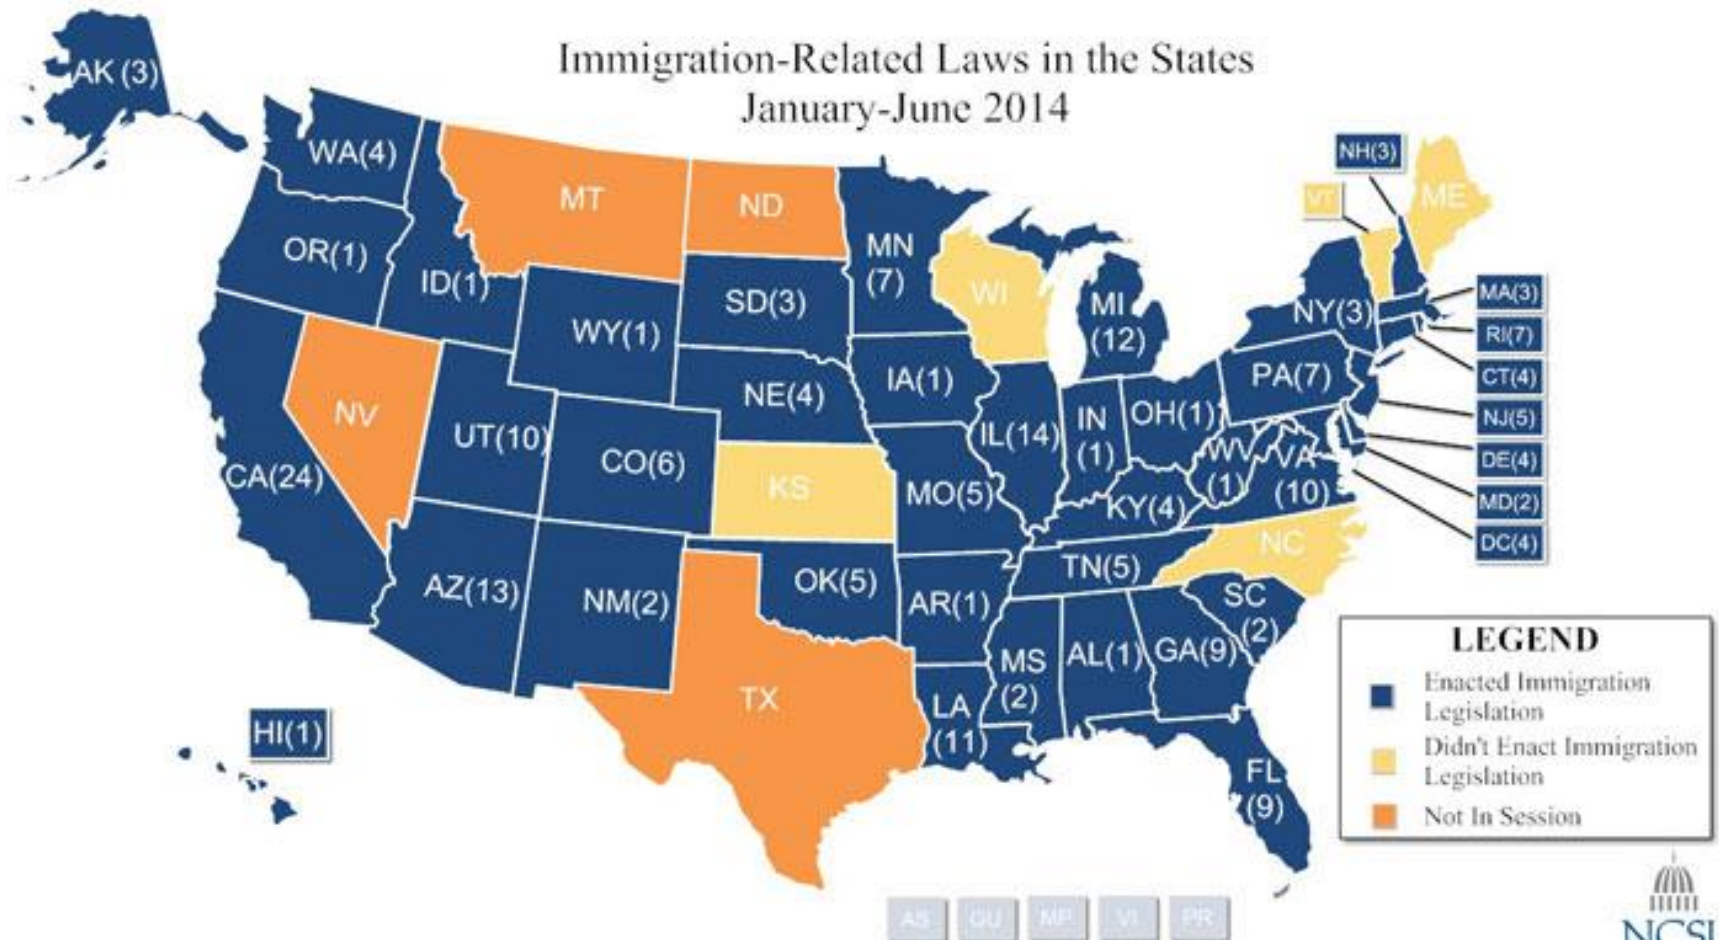 Immigration-Related Laws in the States
January-June 2014
AK (3)
WA(4)
MT
ND
MN
(7)
NH(3)
VT
ME
OR(1)
ID(1)
WY(1)
SD(3)
WI
MI
(12)
NY(3)
MA(3)
RI(7)
CT(4)
NJ(5)
DE(4)
MD(2)
DC(4)
NV
UT(10)
CO(6)
NE(4)
IA(1)
IL(14)
IN
(1)
OH(1)
PA(7)
WV
(1)
VA
(10)
CA(24)
KS
MO(5)
KY(4)
NC
AZ(13)
NM(2)
OK(5)
AR(1)
TN(5)
SC
(2)
TX
LA
(11)
MS
(2)
AL(1)
GA(9)
FL
(9)
HI(1)
LEGEND
Enacted Immigration
Legislation
Didn't Enact Immigration
Legislation
Not In Session
AS
GU
MP
VI
PR
NCSL